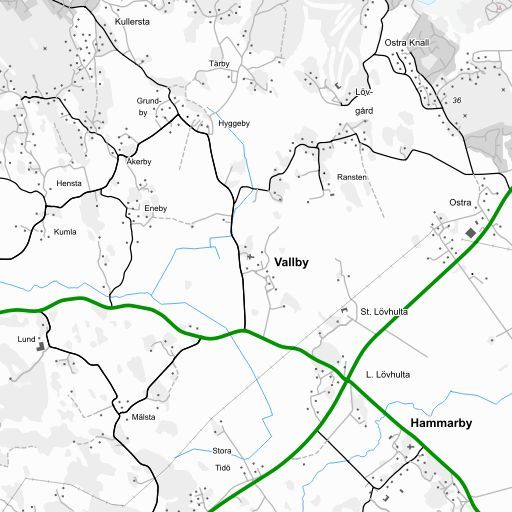 Kullersta
Östra Knall
Tärby
Löv-
gård
Grund-
by
36
Hyggeby
Åkerby
Hensta
Ransten
Eneby
Östra
Kumla
Vallby
St. Lövhulta
Lund
L. Lövhulta
Mälsta
Hammarby
Stora
Tidö